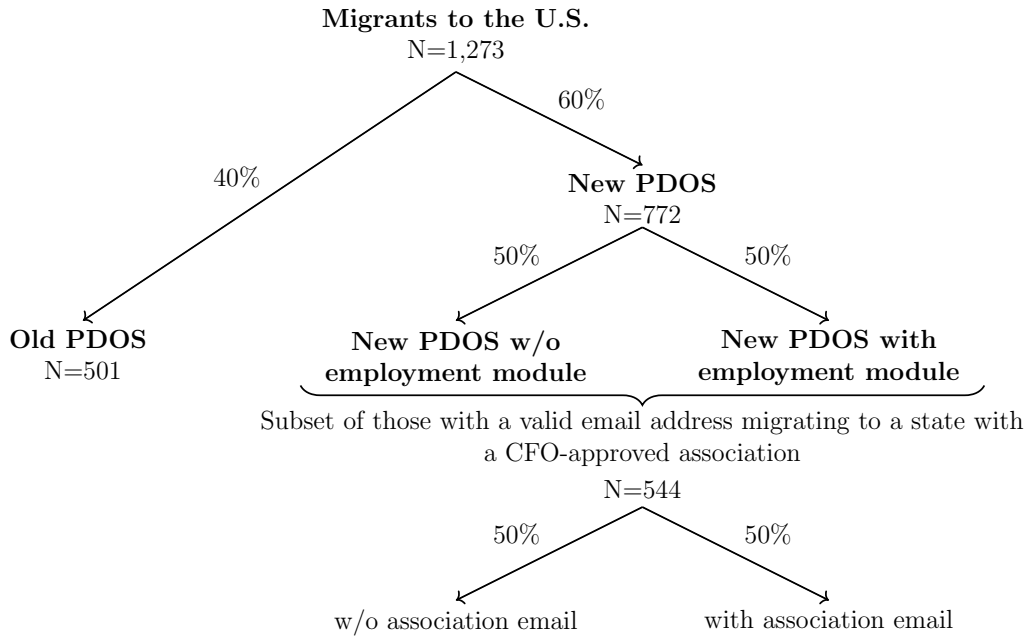 Migrants to the U.S.
N=1,273
60%
40%
New PDOS
N=772
50%
50%
Old PDOS
N=501
New PDOS w/o
employment module
New PDOS with
employment module
Subset of those with a valid email address migrating to a state with
a CFO-approved association
N=544
50%
50%
w/o association email
with association email